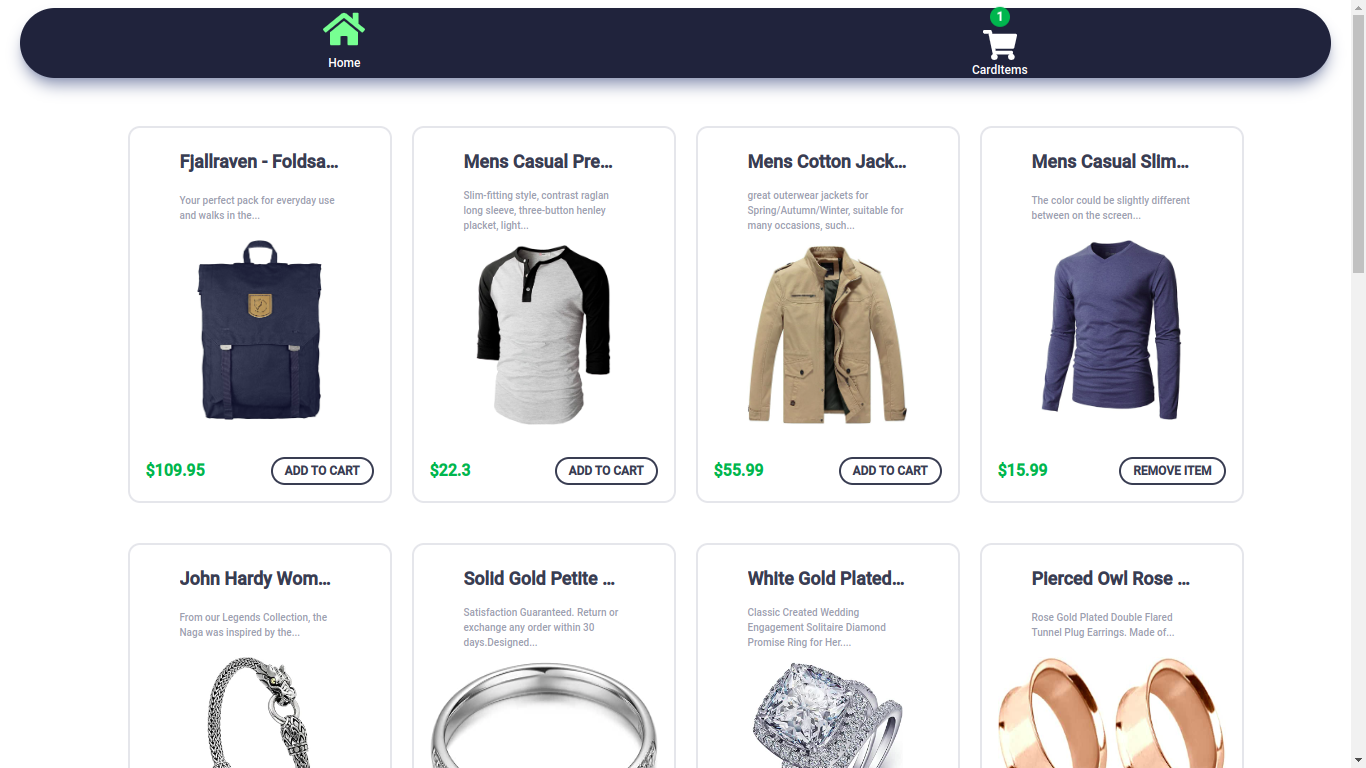 1
Home
CardItems
Fjallraven - Foldsa...
Your perfect pack for everyday use
and walks in the...
$109.95
ADD TO CART
Mens Casual Pre...
Slim-fitting style, contrast raglan
long sleeve, three-button henley
placket, light...
$22.3
ADD TO CART
Mens Cotton Jack...
great outerwear jackets for
Spring/Autumn/Winter, suitable for
many occasions, such...
$55.99
ADD TO CART
Mens Casual Slim...
The color could be slightly different
between on the screen...
$15.99
REMOVE ITEM
John Hardy Wom...
From our Legends Collection, the
Naga was inspired by the...
Solid Gold Petite ...
Satisfaction Guaranteed. Return or
exchange any order within 30
days.Designed...
White Gold Plated...
Classic Created Wedding
Engagement Solitaire Diamond
Promise Ring for Her....
Pierced Owl Rose ...
Rose Gold Plated Double Flared
Tunnel Plug Earrings. Made of...